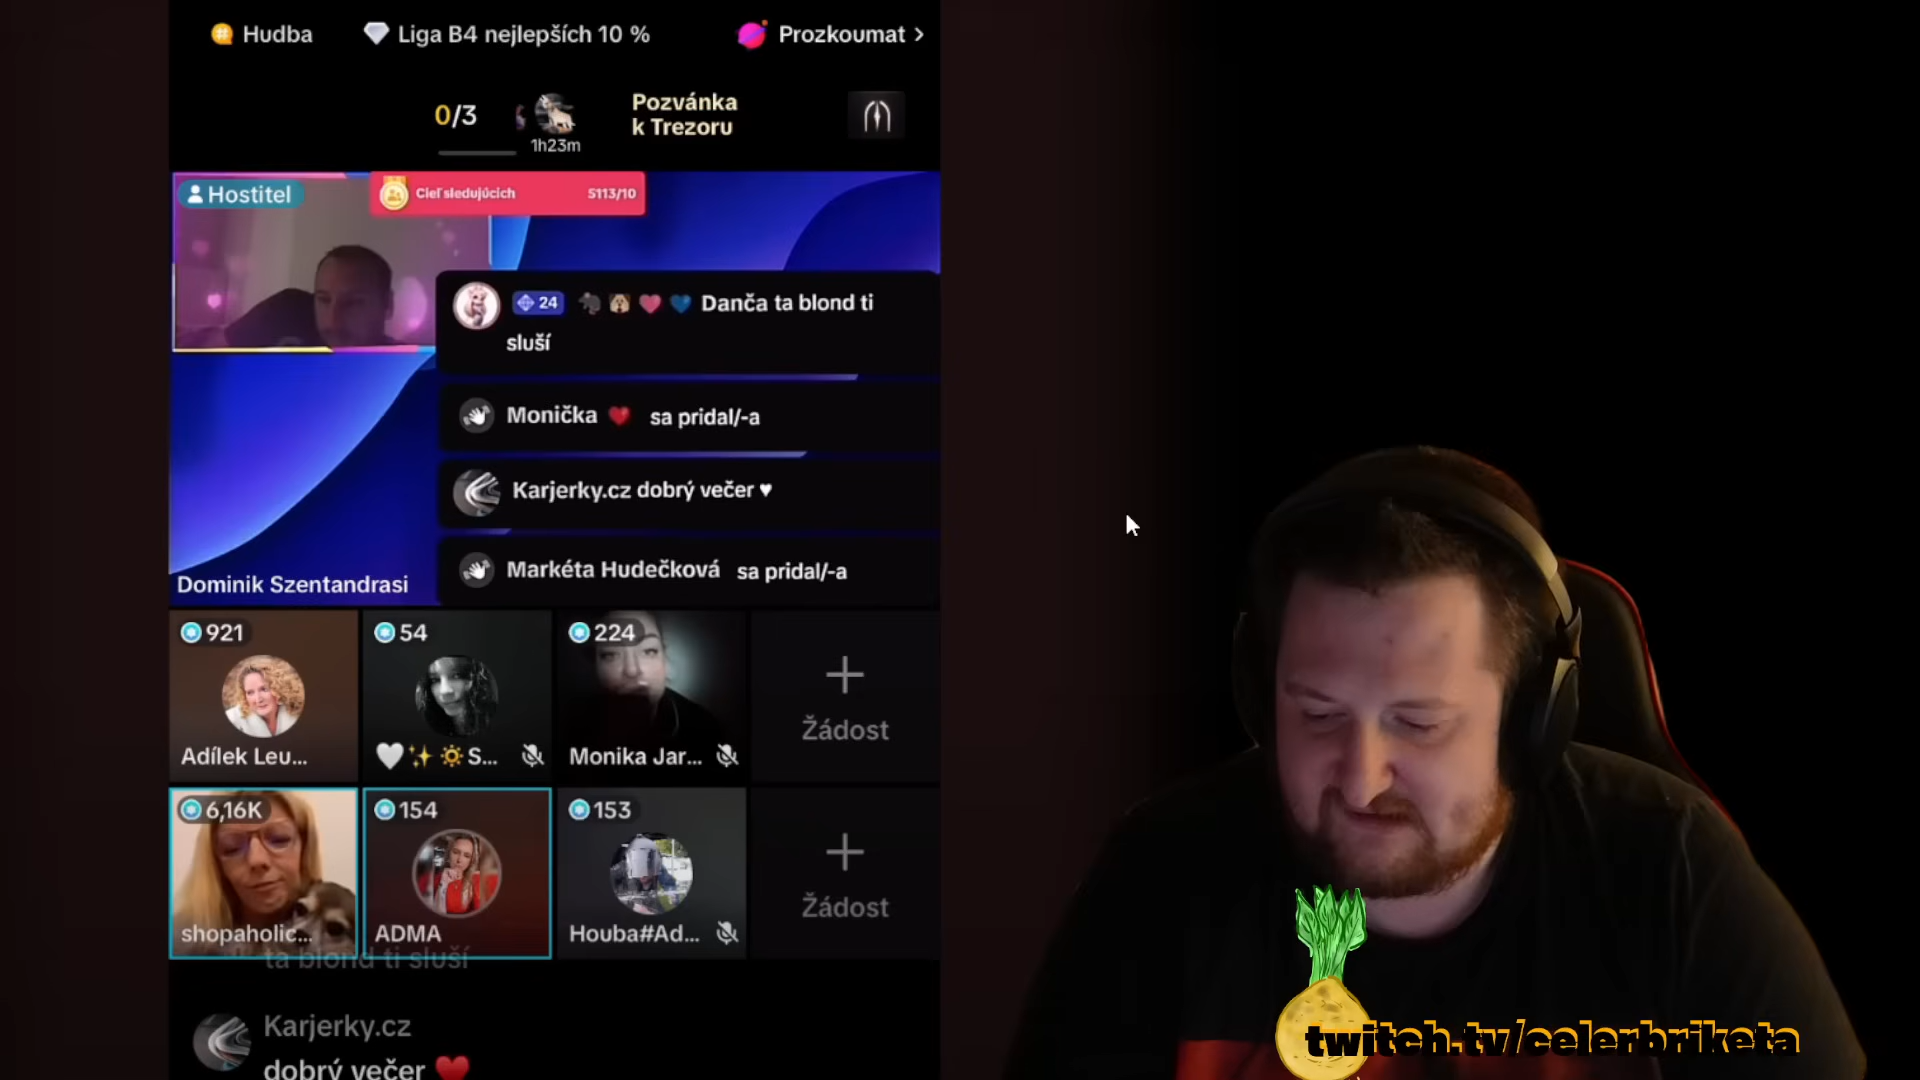 Hudba
Liga B4 nejlepších 10 %
Prozkoumat
0/3
1h23m
Pozvánka
k Trezoru
Hostitel
Cieľ sledujúcich
5113/10
24
Danča ta blond ti
sluší
Monička
sa pridal/-a
Karjerky.cz dobrý večer
Markéta Hudečková
sa pridal/-a
Dominik Szentandrasi
921
54
224
Adílek Leu...
S...
Monika Jar...
Žádost
6,16K
154
153
shopaholic...
ADMA
Houba#Ad...
Žádost
ta blond ti sluší
Karjerky.cz
dobrý večer
twitch.tv/celerbriketa